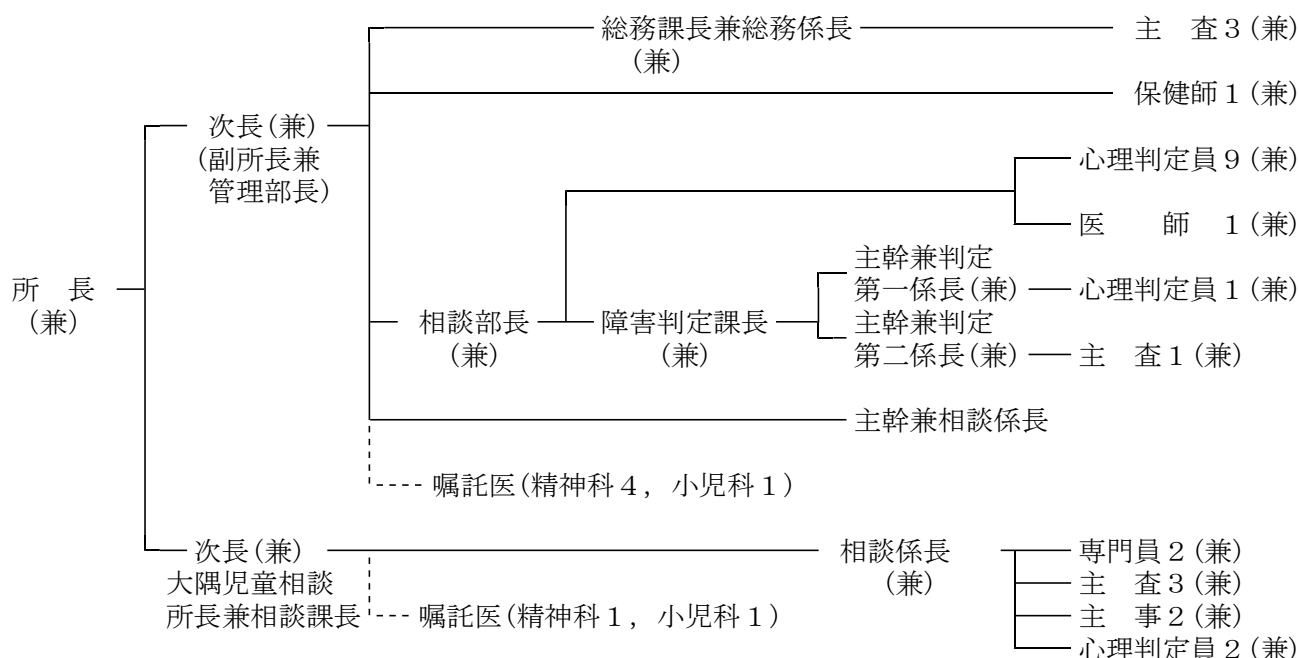 総務課長兼総務係長 主　査３(兼)
(兼)
保健師１(兼)
次長(兼)
(副所長兼
管理部長)
心理判定員９(兼)
医　　師　１(兼)
主幹兼判定
所　長 第一係長(兼) 心理判定員１(兼)
(兼) 相談部長 障害判定課長 主幹兼判定
(兼) (兼) 第二係長(兼) 主　査１(兼)
主幹兼相談係長
嘱託医(精神科４，小児科１)
次長(兼) 相談係長 専門員２(兼)
大隅児童相談 (兼) 主　査３(兼)
所長兼相談課長 嘱託医(精神科１，小児科１) 主　事２(兼)
心理判定員２(兼)